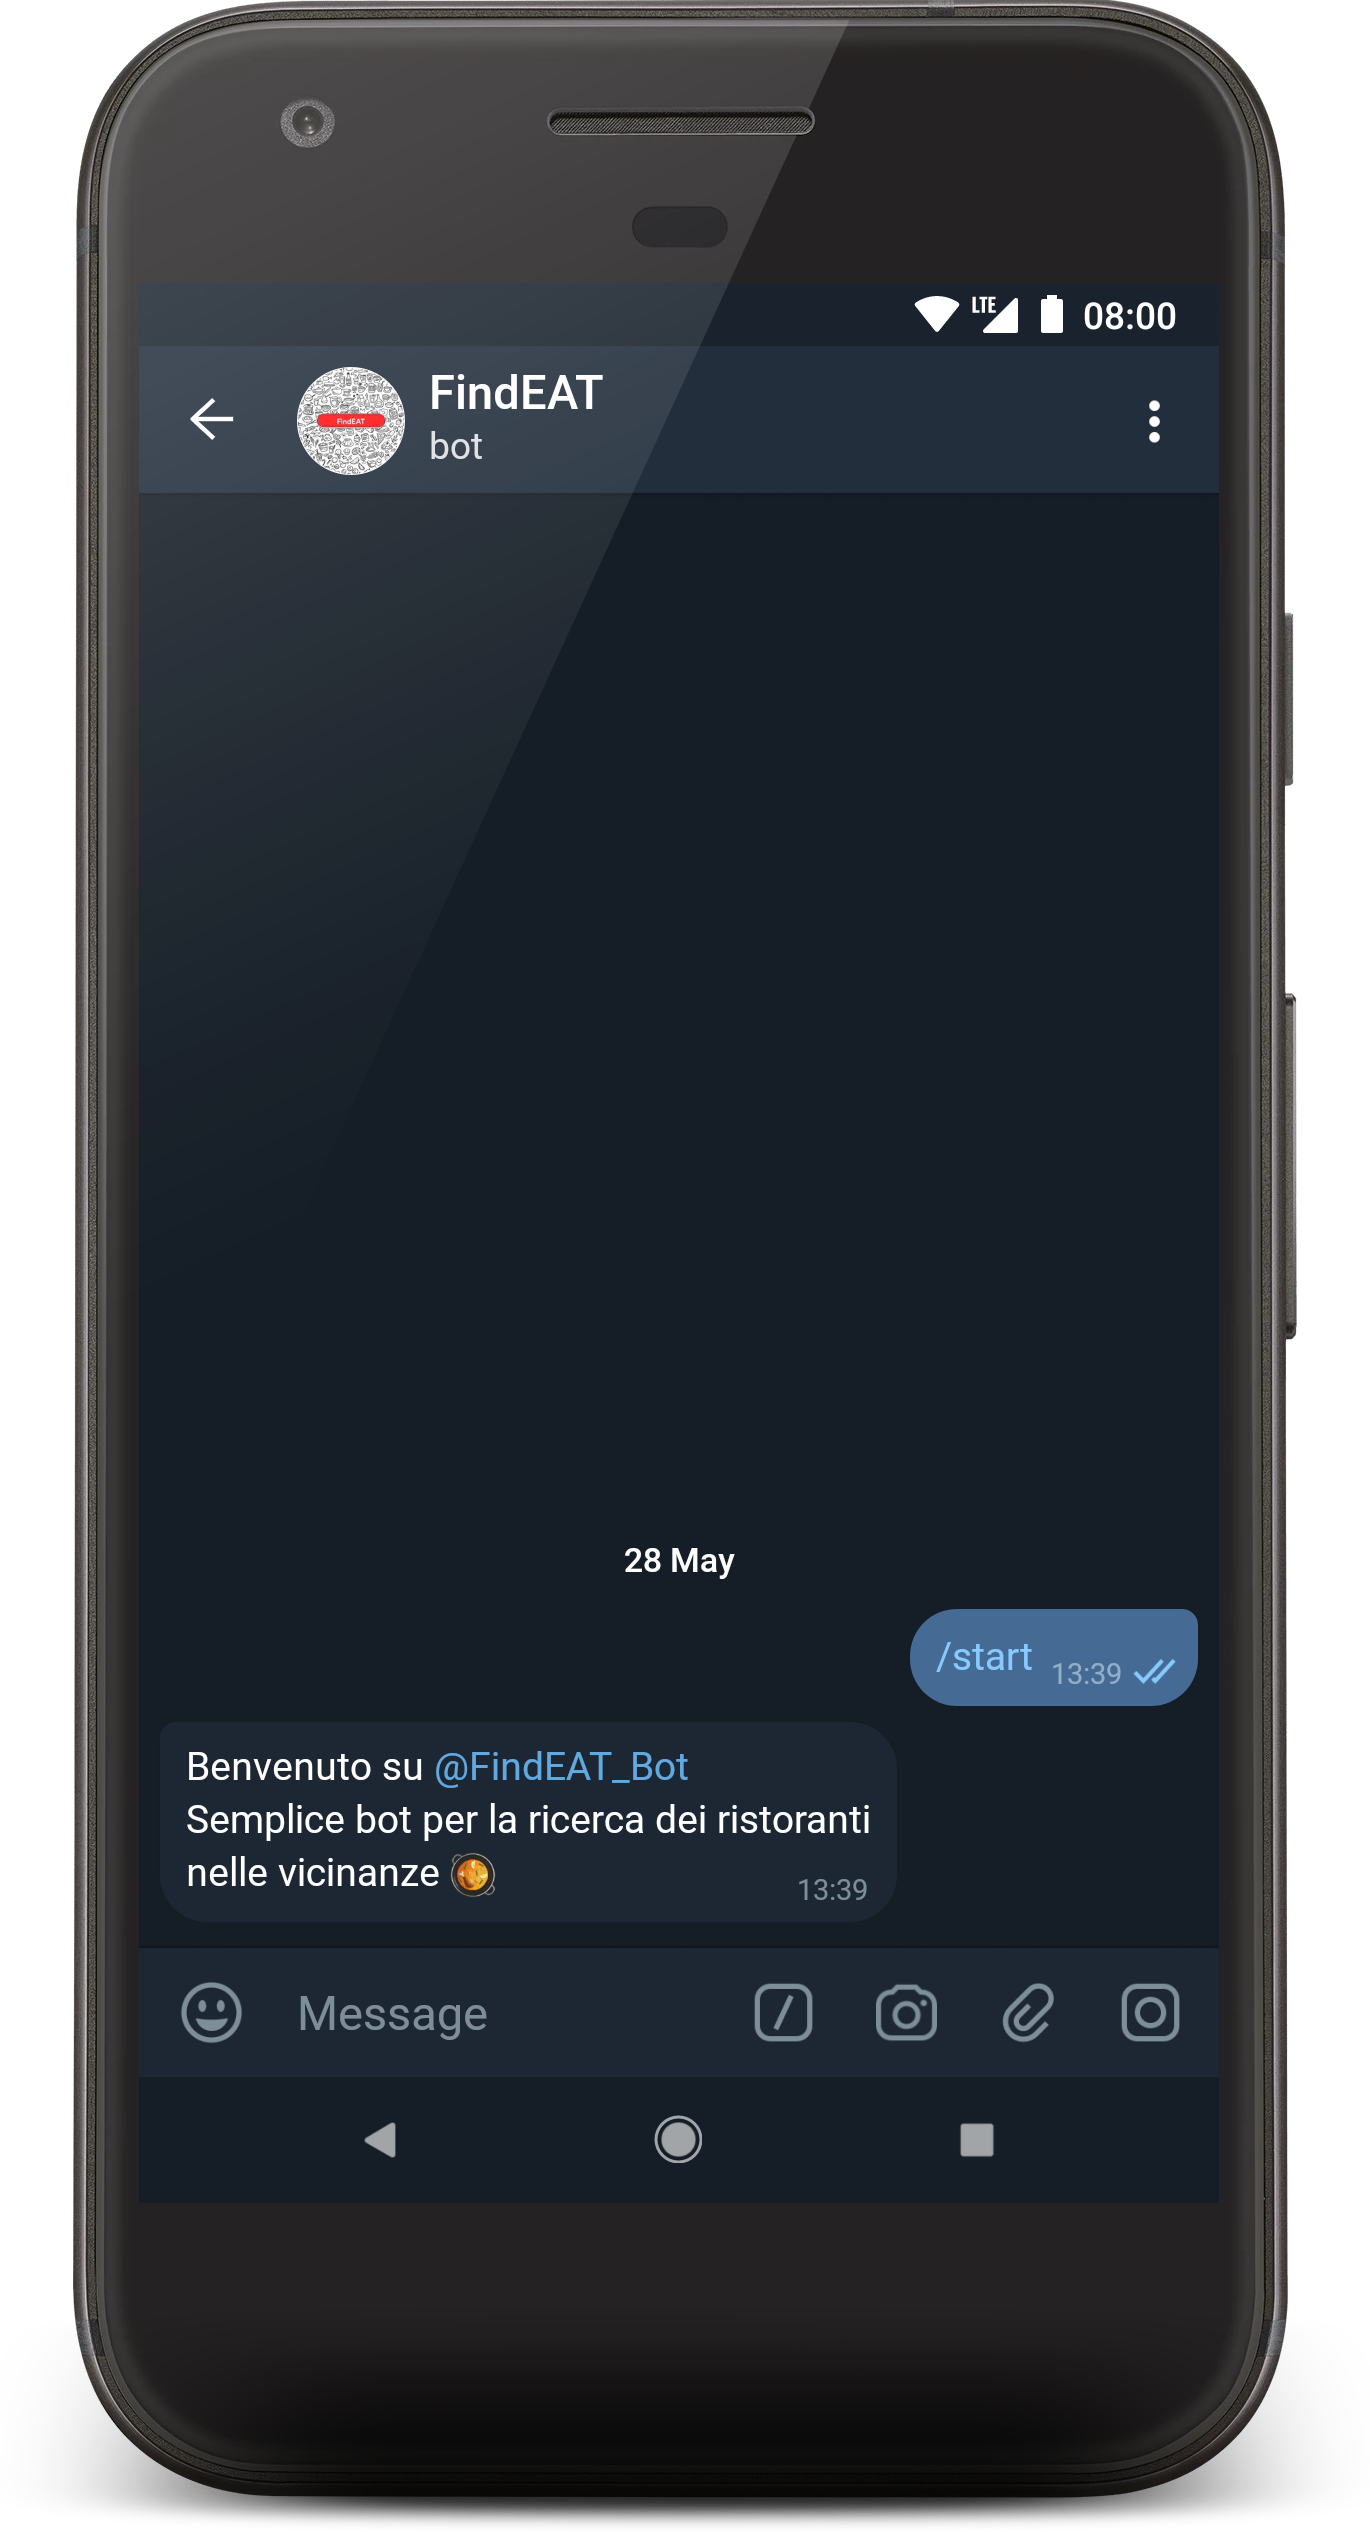 LTE 08:00
FindEAT
FindEAT
bot
28 May
/start 13:39
Benvenuto su @FindEAT_Bot
Semplice bot per la ricerca dei ristoranti
nelle vicinanze
13:39
Message